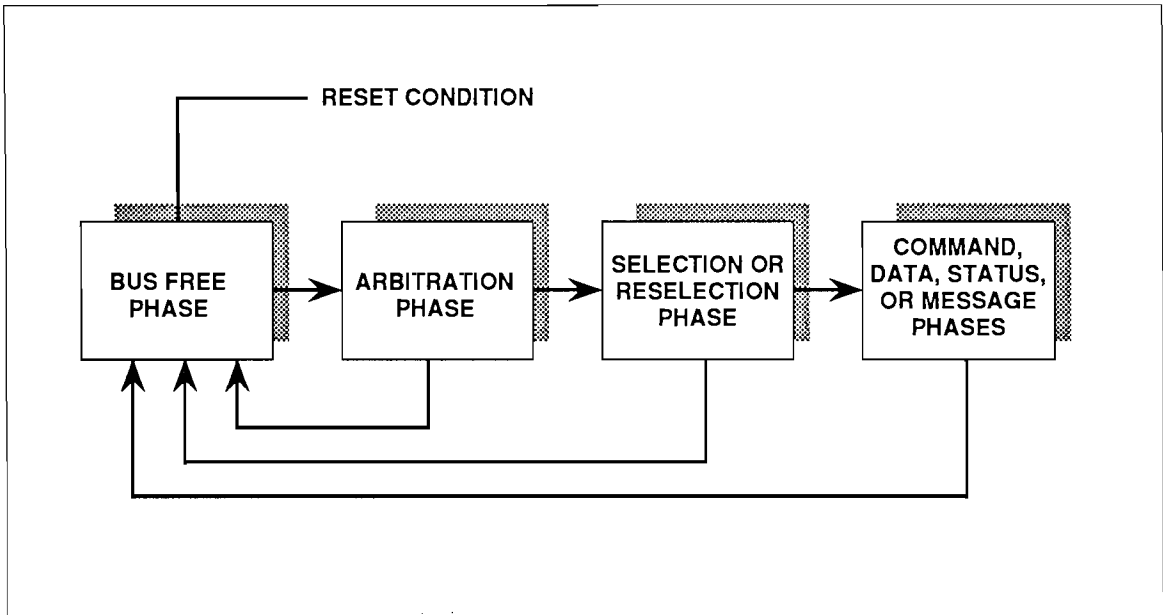 RESET CONDITION
BUS FREE
PHASE
ARBITRATION
PHASE
SELECTION OR
RESELECTION
PHASE
COMMAND,
DATA, STATUS,
OR MESSAGE
PHASES